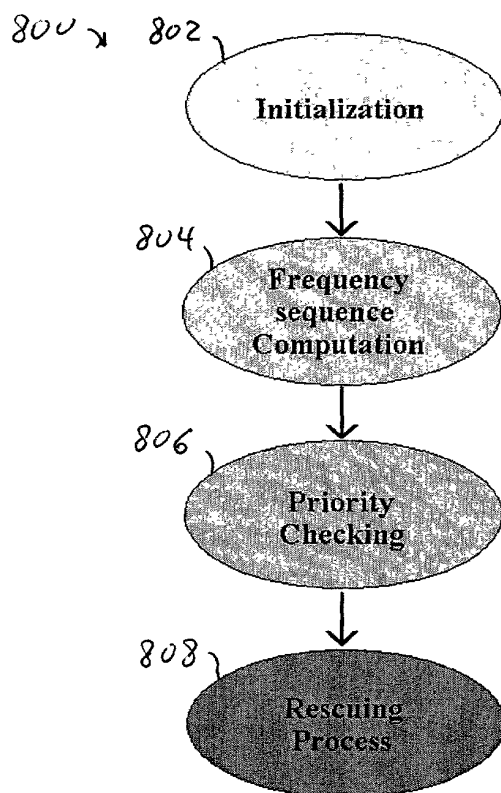 800
802
Initialization
804
Frequency
sequence
Computation
806
Priority
Checking
808
Rescuing
Process